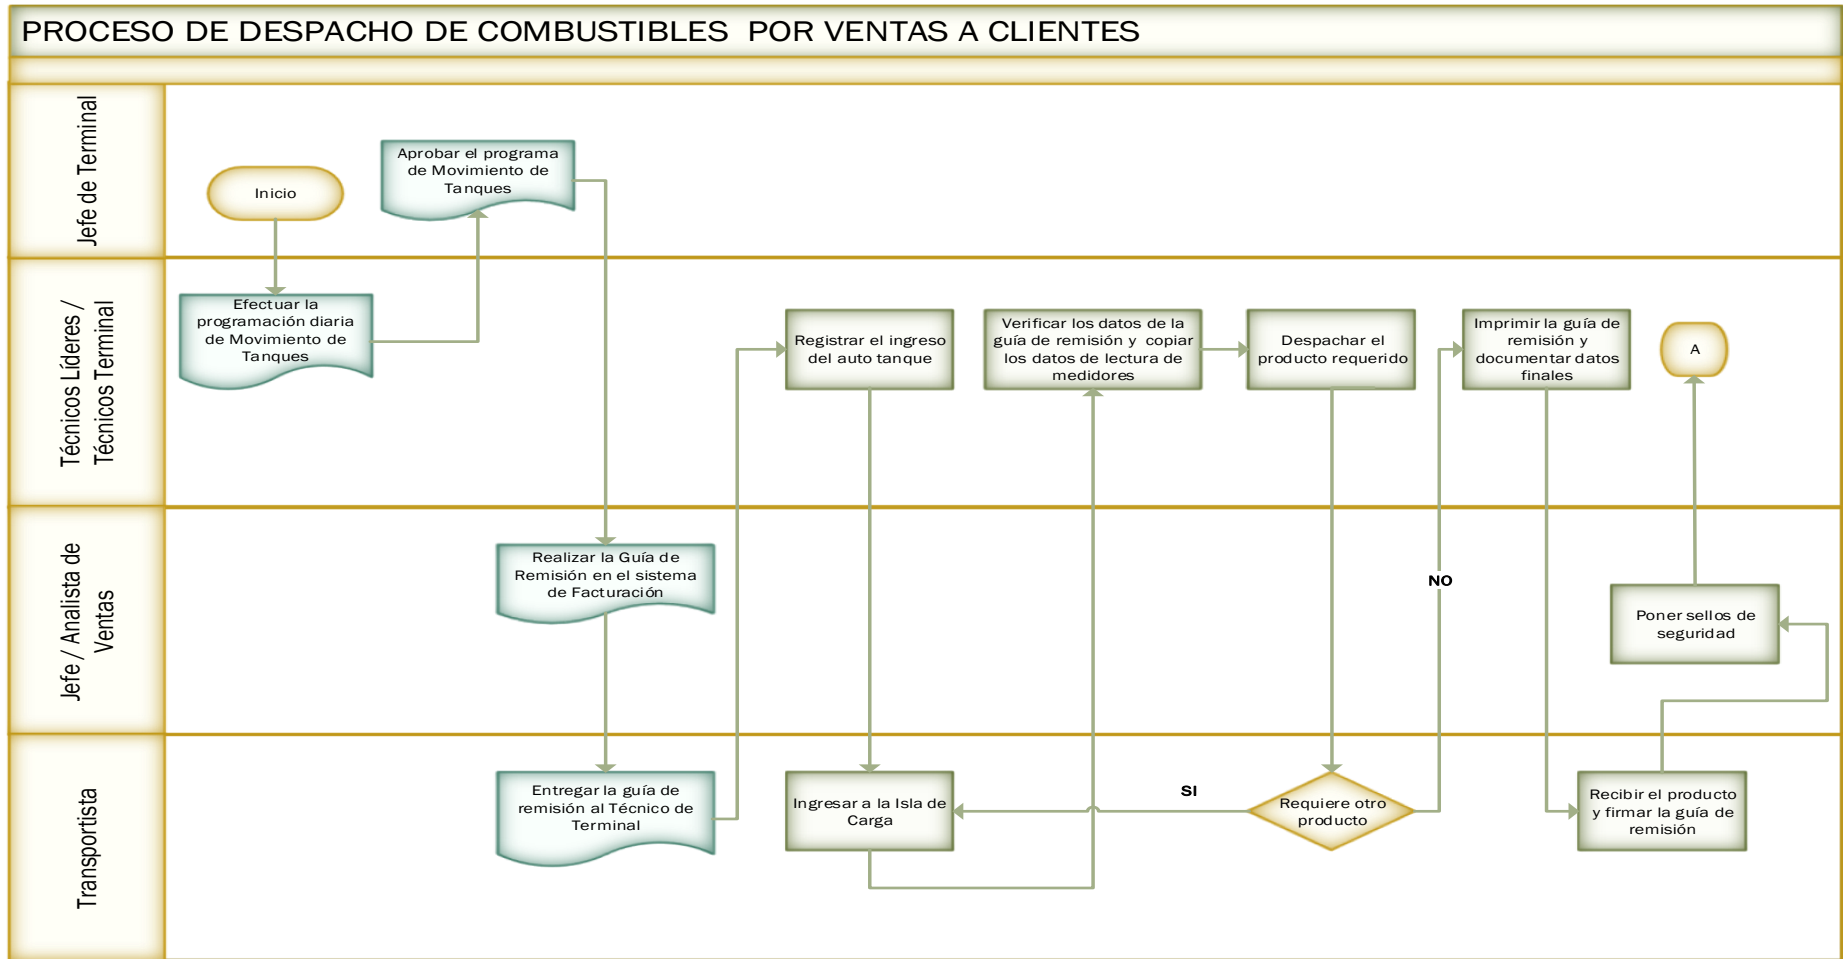 PROCESO DE DESPACHO DE COMBUSTIBLES POR VENTAS A CLIENTES
Jefe de Terminal
Inicio
Aprobar el programa
de Movimiento de
Tanques
Técnicos Líderes /
Técnicos Terminal
Efectuar la
programación diaria
de Movimiento de
Tanques
Registrar el ingreso
del auto tanque
Verificar los datos de la
guía de remisión y copiar
los datos de lectura de
medidores
Despachar el
producto requerido
Imprimir la guía de
remisión y
documentar datos
finales
A
Jefe / Analista de
Ventas
Realizar la Guía de
Remisión en el sistema
de Facturación
NO
Poner sellos de
seguridad
Transportista
Entregar la guía de
remisión al Técnico de
Terminal
Ingresar a la Isla de
Carga
SI
Requiere otro
producto
Recibir el producto
y firmar la guía de
remisión